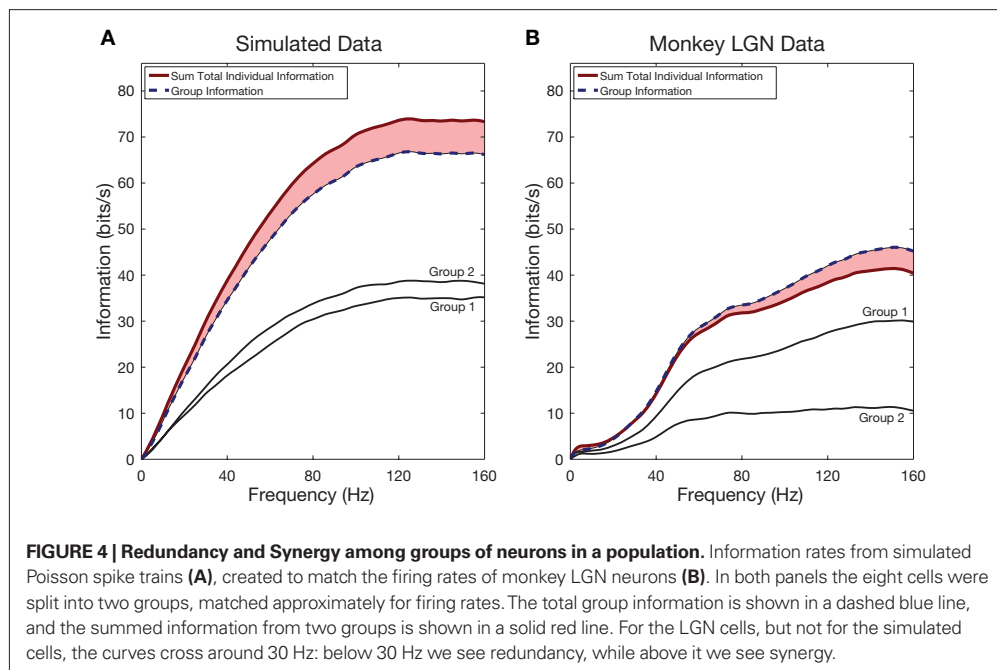 A
Simulated Data
Sum Total Individual Information
Group Information
80
70
60
50
40
30
20
10
0
Information (bits/s)
Group 2
Group 1
0 40 80 120 160
Frequency (Hz)
B
Monkey LGN Data
Sum Total Individual Information
Group Information
80
70
60
50
40
30
20
10
0
Information (bits/s)
Group 1
Group 2
0 40 80 120 160
Frequency (Hz)
FIGURE 4 | Redundancy and Synergy among groups of neurons in a population. Information rates from simulated
Poisson spike trains (A), created to match the firing rates of monkey LGN neurons (B). In both panels the eight cells were
split into two groups, matched approximately for firing rates. The total group information is shown in a dashed blue line,
and the summed information from two groups is shown in a solid red line. For the LGN cells, but not for the simulated
cells, the curves cross around 30 Hz: below 30 Hz we see redundancy, while above it we see synergy.